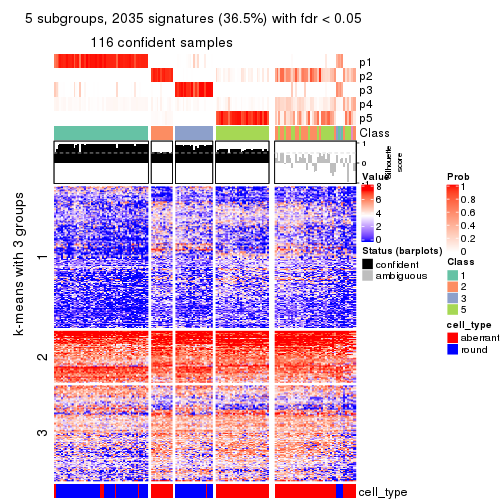 5 subgroups, 2035 signatures (36.5%) with fdr < 0.05
116 confident samples
p1
p2
p3
p4
p5
Class
1
0
Silhouette
score
k-means with 3 groups
1
2
3
cell_type
Value
8
6
4
2
0
Status (barplots)
confident
ambiguous
Prob
1
0.8
0.6
0.4
0.2
0
Class
1
2
3
5
cell_type
aberrant
round